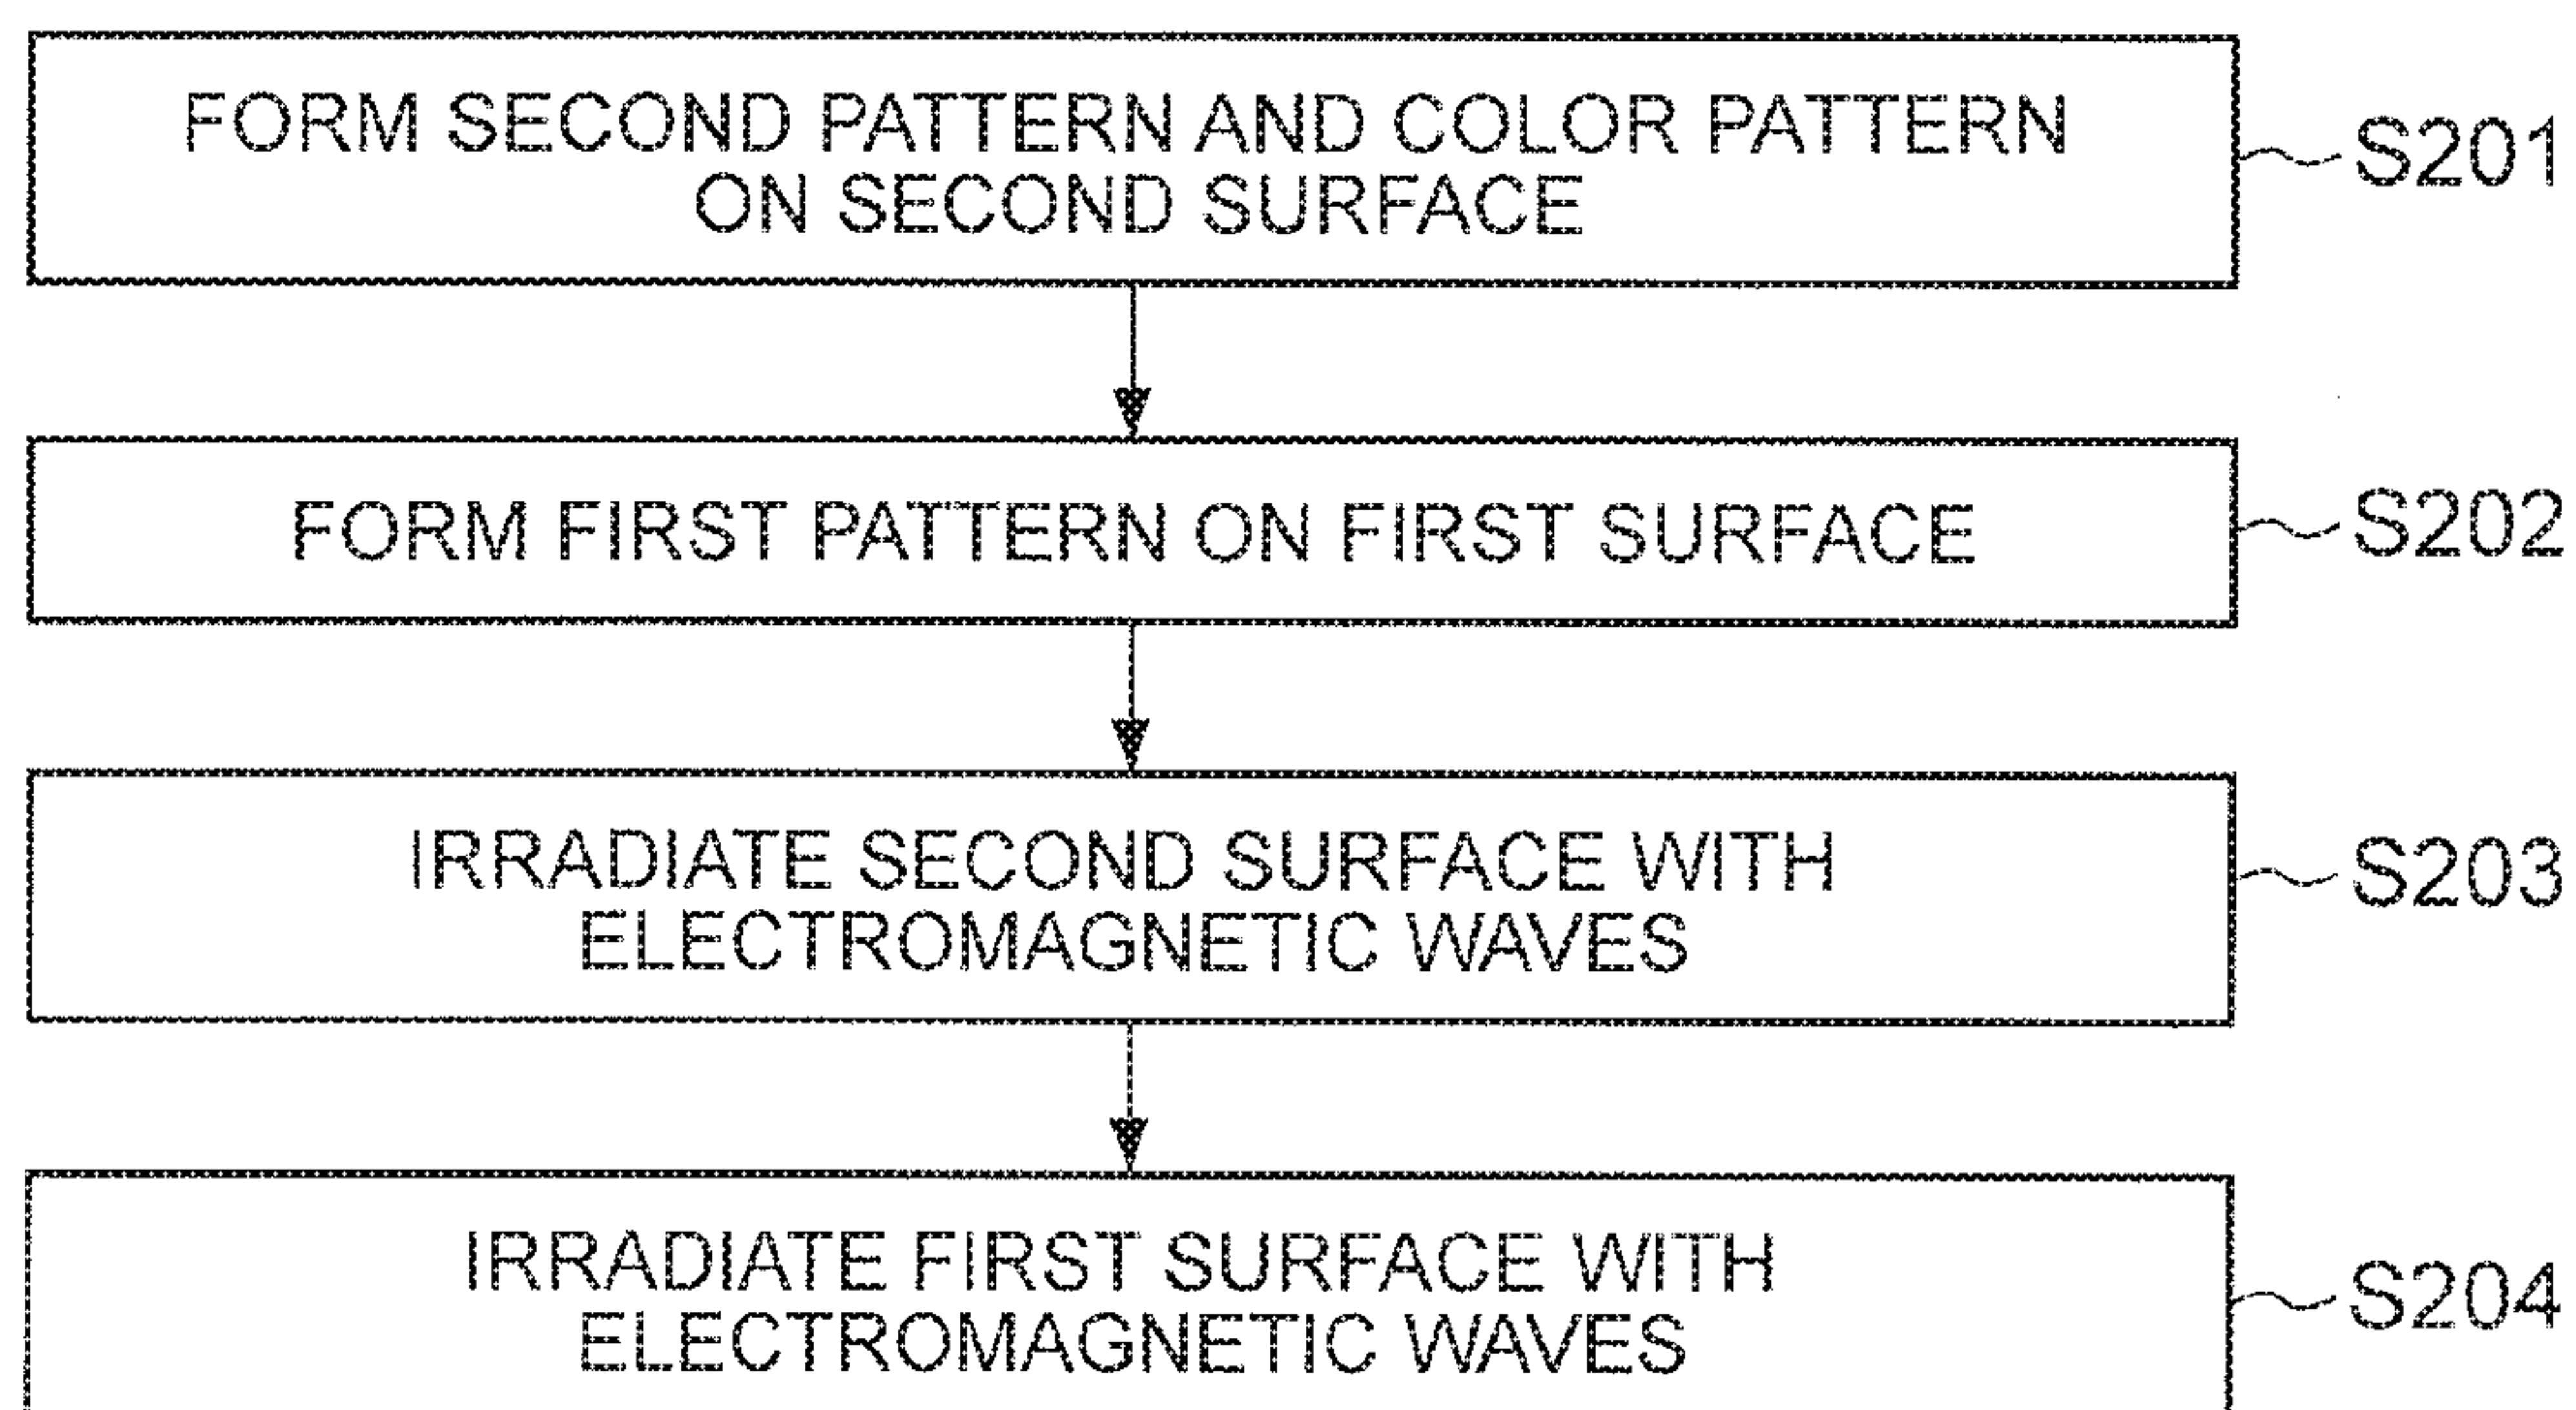 FORM SECOND PATTERN AND COLOR PATTERN
ON SECOND SURFACE
S201
FORM FIRST PATTERN ON FIRST SURFACE
S202
IRRADIATE SECOND SURFACE WITH
ELECTROMAGNETIC WAVES
S203
IRRADIATE FIRST SURFACE WITH
ELECTROMAGNETIC WAVES
S204